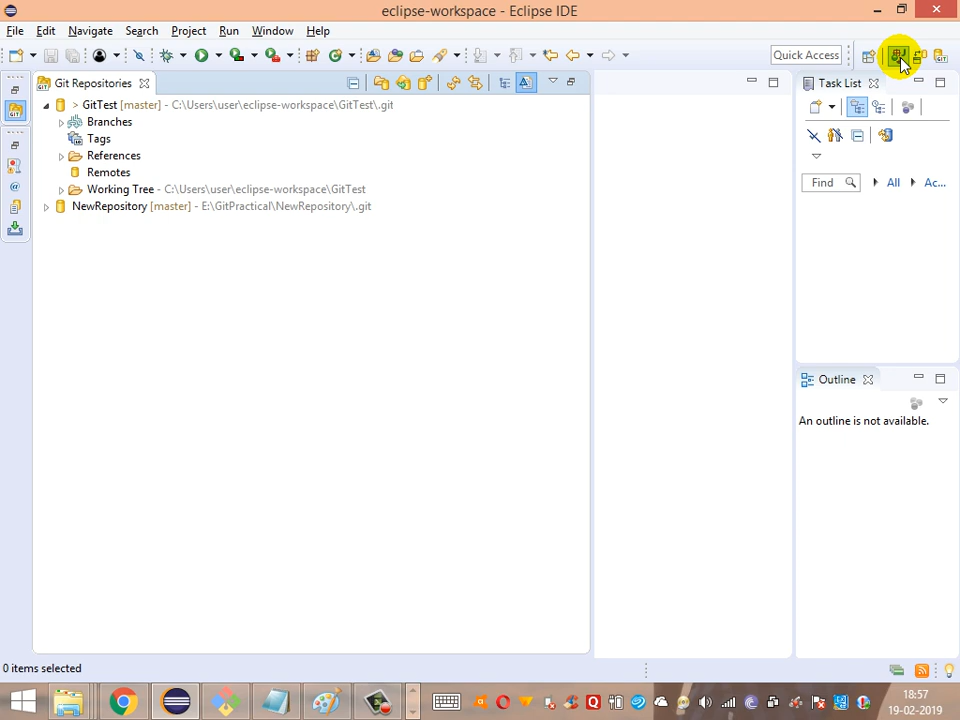 eclipse-workspace - Eclipse IDE
File Edit Navigate Search Project Run Window Help
Quick Access
Git Repositories
Task List
> GitTest [master] - C:\Users\user\eclipse-workspace\GitTest\.git
Branches
Tags
References
Remotes
Working Tree - C:\Users\user\eclipse-workspace\GitTest
NewRepository [master] - E:\GitPractical\NewRepository\.git
Find
All
Ac...
Outline
An outline is not available.
0 items selected
18:57
19-02-2019